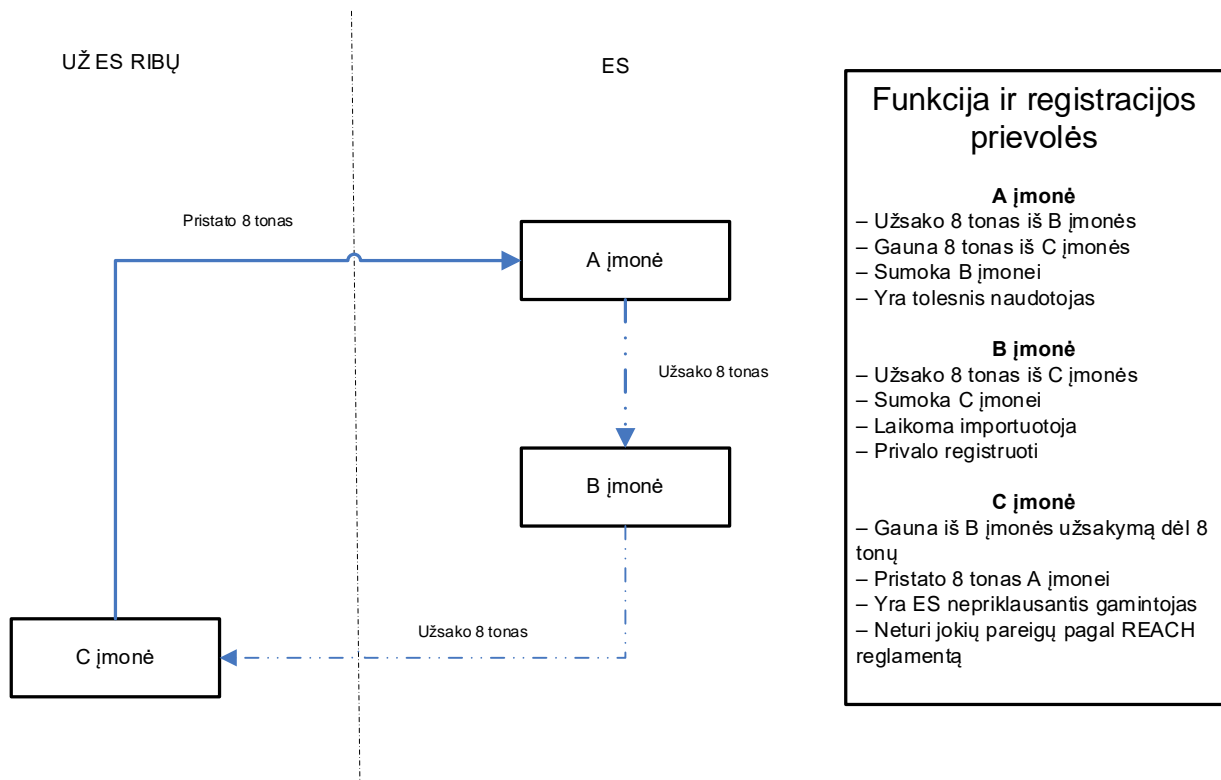 UŽ ES RIBŲ
ES
Pristato 8 tonas
A įmonė
Užsako 8 tonas
B įmonė
Užsako 8 tonas
C įmonė
Funkcija ir registracijos
prievolės
A įmonė
– Užsako 8 tonas iš B įmonės
– Gauna 8 tonas iš C įmonės
– Sumoka B įmonei
– Yra tolesnis naudotojas
B įmonė
– Užsako 8 tonas iš C įmonės
– Sumoka C įmonei
– Laikoma importuotoja
– Privalo registruoti
C įmonė
– Gauna iš B įmonės užsakymą dėl 8
tonų
– Pristato 8 tonas A įmonei
– Yra ES nepriklausantis gamintojas
– Neturi jokių pareigų pagal REACH
reglamentą